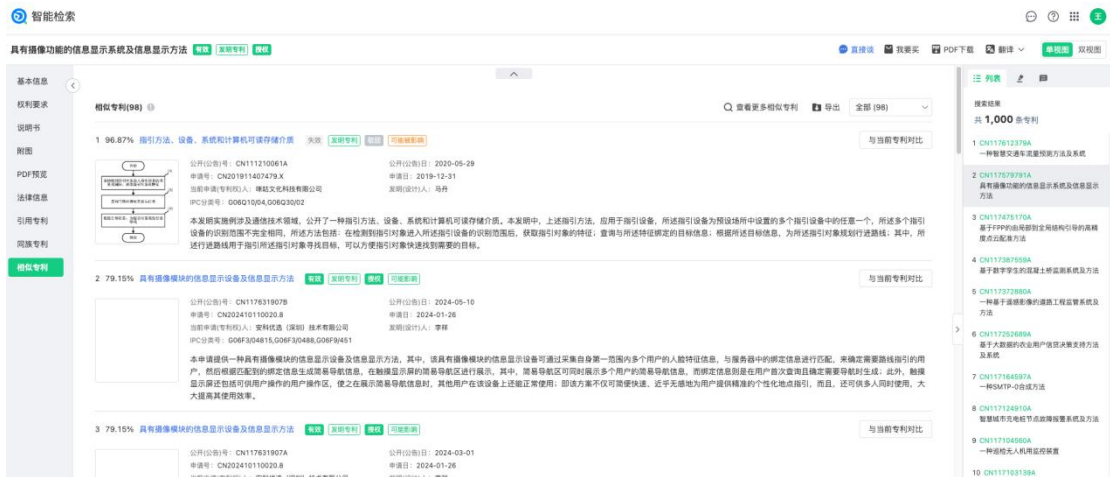 智能检索
王
具有摄像功能的信息显示系统及信息显示方法 有效 发明专利 授权
直接谈 我要买 PDF下载 翻译 单视图 双视图
基本信息
权利要求
说明书
附图
PDF预览
法律信息
引用专利
同族专利
相似专利
相似专利(98)
查看更多相似专利 导出 全部 (98)
1 96.87% 指引方法、设备、系统和计算机可读存储介质 失效 发明专利 可能被影响
与当前专利对比
公开(公告)号: CN111210061A 公开(公告)日: 2020-05-29
申请号: CN201911407479.X 申请日: 2019-12-31
当前申请(专利权)人: 咪咕文化科技有限公司 发明(设计)人: 马丹
IPC分类号: G06Q10/04,G06Q30/02
本发明实施例涉及通信技术领域，公开了一种指引方法、设备、系统和计算机可读存储介质。本发明中，上述指引方法，应用于指引设备，所述指引设备为预设场所中设置的多个指引设备中的任意一个，所述多个指引
设备的识别范围不完全相同，所述方法包括：在检测到指引对象进入所述指引设备的识别范围后，获取指引对象的特征；查询与所述特征绑定的目标信息；根据所述目标信息，为所述指引对象规划行进路线；其中，所
述行进路线用于指引所述指引对象寻找目标，可以方便指引对象快速找到需要的目标。
2 79.15% 具有摄像模块的信息显示设备及信息显示方法 有效 发明专利 授权 可能影响
与当前专利对比
公开(公告)号: CN117631907B 公开(公告)日: 2024-05-10
申请号: CN202410110020.8 申请日: 2024-01-26
当前申请(专利权)人: 安科优选（深圳）技术有限公司 发明(设计)人: 李祥
IPC分类号: G06F3/04815,G06F3/0488,G06F9/451
本申请提供一种具有摄像模块的信息显示设备及信息显示方法，其中，该具有摄像模块的信息显示设备可通过采集自身第一范围内多个用户的人脸特征信息，与服务器中的绑定信息进行匹配，来确定需要路线指引的用
户，然后根据匹配到的绑定信息生成简易导航信息，在触摸显示屏的简易导航区进行展示，其中，简易导航区可同时展示多个用户的简易导航信息，而绑定信息则是在用户首次查询且确定需要导航时生成；此外，触摸
显示屏还包括可供用户操作的用户操作区，使之在展示简易导航信息时，其他用户在该设备上还能正常使用；即该方案不仅可简便快速、近乎无感地为用户提供精准的个性化地点指引，而且，还可供多人同时使用，大
大提高其使用效率。
3 79.15% 具有摄像模块的信息显示设备及信息显示方法 有效 发明专利 授权 可能影响
与当前专利对比
公开(公告)号: CN117631907A 公开(公告)日: 2024-03-01
申请号: CN202410110020.8 申请日: 2024-01-26
列表
搜索结果
共 1,000 条专利
1 CN117612379A
一种智慧交通车流量预测方法及系统
2 CN117579791A
具有摄像功能的信息显示系统及信息显示
方法
3 CN117475170A
基于FPP的由局部到全局结构引导的高精
度点云配准方法
4 CN117387559A
基于数字孪生的混凝土桥监测系统及方法
5 CN117372880A
一种基于遥感影像的道路工程监管系统及
方法
6 CN117252689A
基于大数据的农业用户信贷决策支持方法
及系统
7 CN117164597A
一种SMTP-0合成方法
8 CN117124910A
智慧城市充电桩节点故障报警系统及方法
9 CN117104560A
一种巡检无人机用监控装置
10 CN117103139A